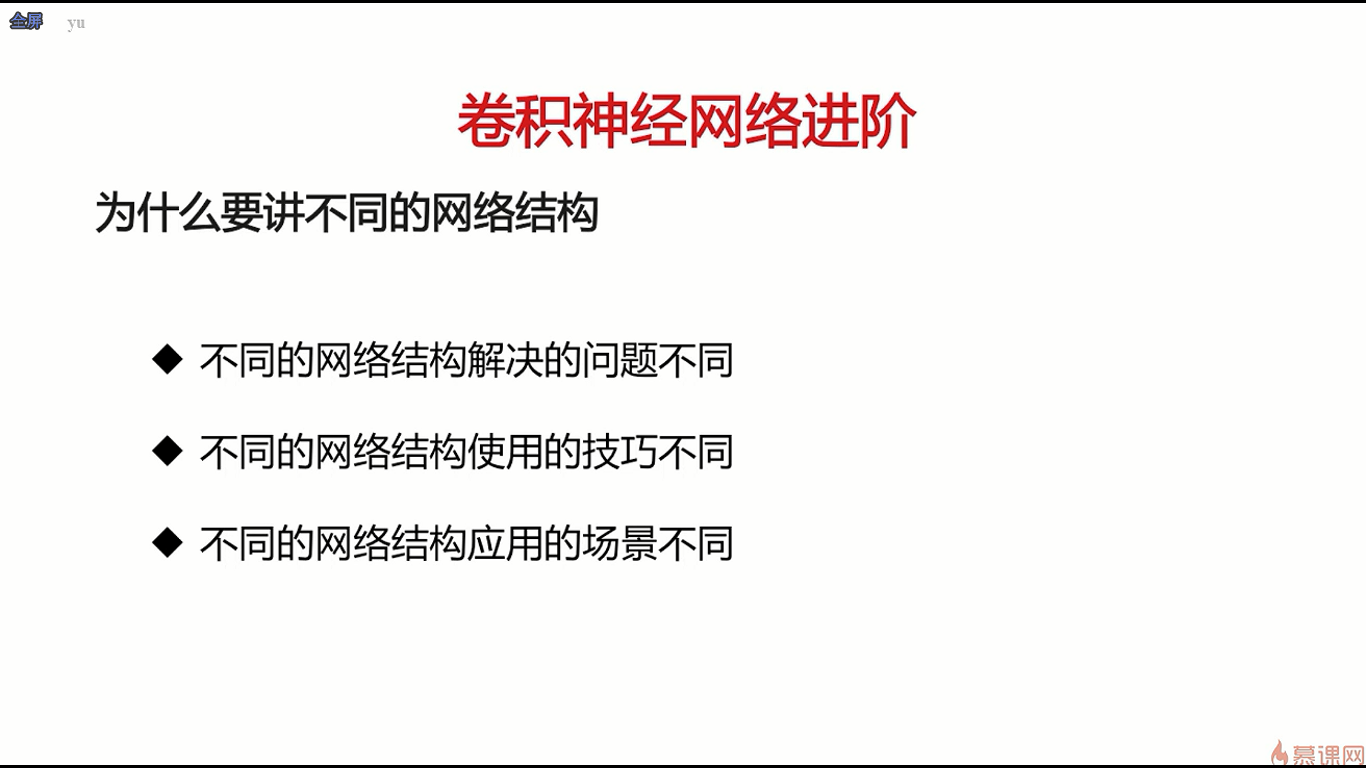 全屏 yu
卷积神经网络进阶
为什么要讲不同的网络结构
◆ 不同的网络结构解决的问题不同
◆ 不同的网络结构使用的技巧不同
◆ 不同的网络结构应用的场景不同
慕课网